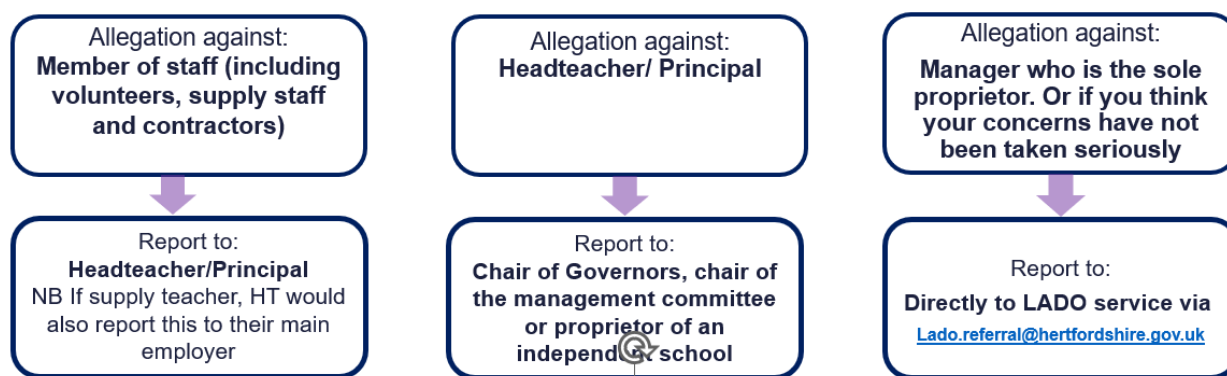 Allegation against:
Member of staff (including
volunteers, supply staff
and contractors)
Report to:
Headteacher/Principal
NB If supply teacher, HT would
also report this to their main
employer
Allegation against:
Headteacher/ Principal
Report to:
Chair of Governors, chair of
the management committee
or proprietor of an
independent school
Allegation against:
Manager who is the sole
proprietor. Or if you think
your concerns have not
been taken seriously
Report to:
Directly to LADO service via
Lado.referral@hertfordshire.gov.uk